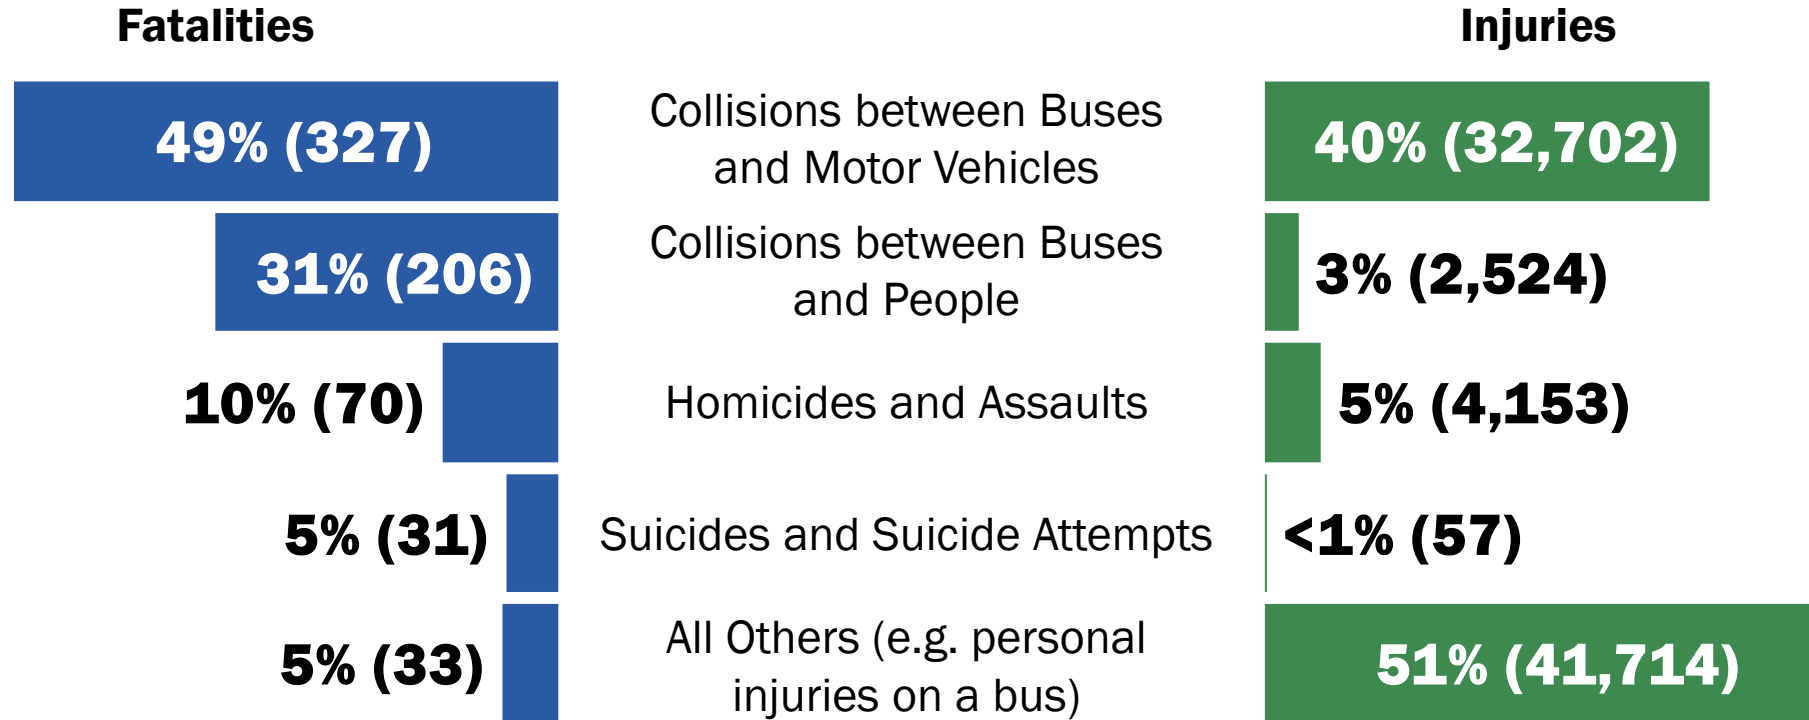 Fatalities
Injuries
49% (327)
Collisions between Buses
and Motor Vehicles
40% (32,702)
31% (206)
Collisions between Buses
and People
3% (2,524)
10% (70)
Homicides and Assaults
5% (4,153)
5% (31)
Suicides and Suicide Attempts
<1% (57)
5% (33)
All Others (e.g. personal
injuries on a bus)
51% (41,714)